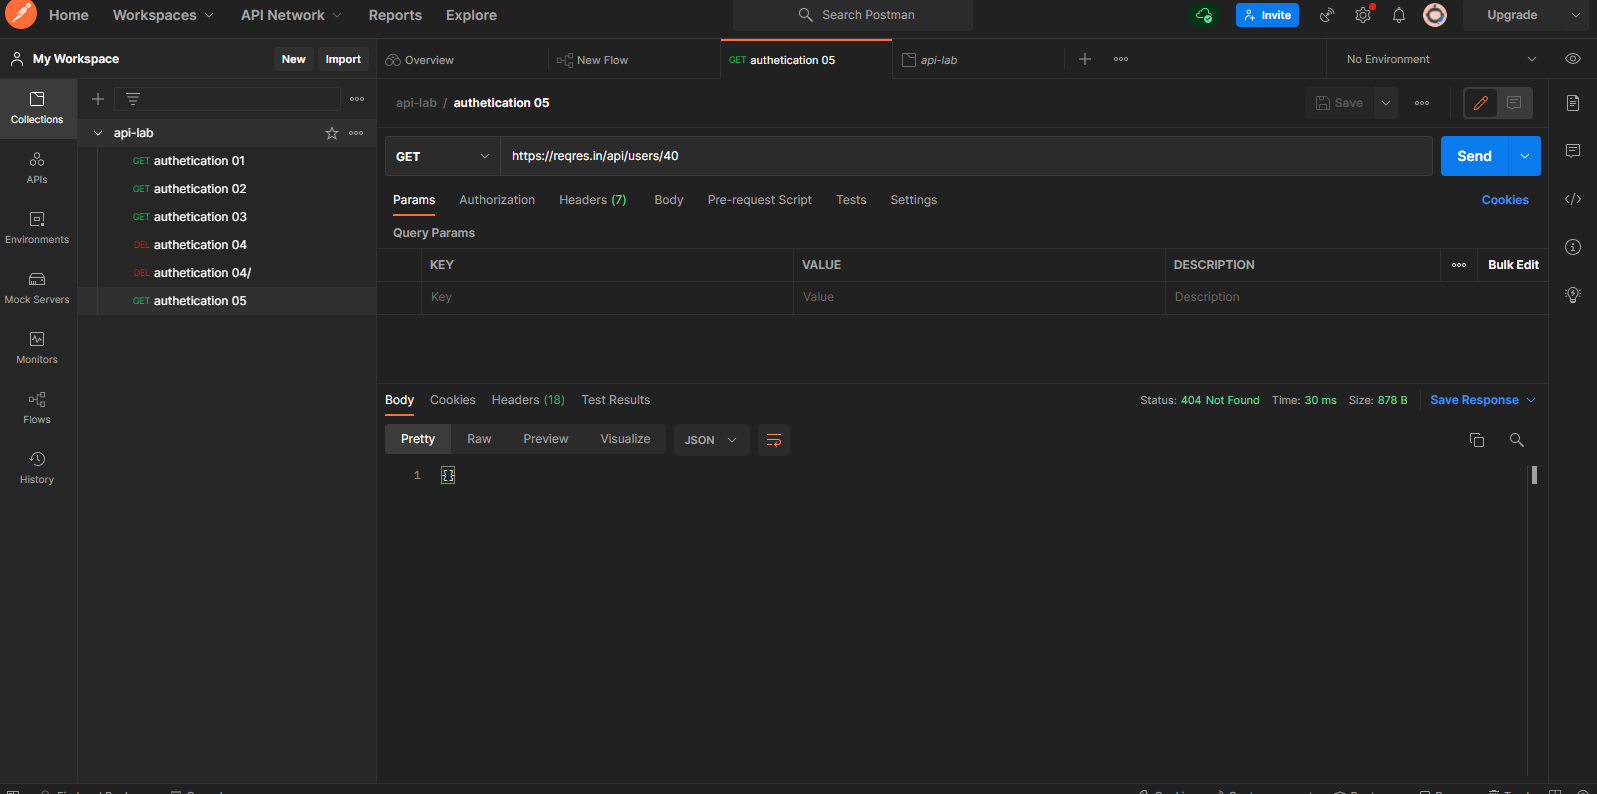 Home Workspaces API Network Reports Explore Search Postman Invite Upgrade
My Workspace New Import Overview New Flow GET authetication 05 api-lab No Environment
Collections
APIs
Environments
Mock Servers
Monitors
Flows
History
api-lab
GET authetication 01
GET authetication 02
GET authetication 03
DEL authetication 04
DEL authetication 04/
GET authetication 05
api-lab / authetication 05 Save
GET https://reqres.in/api/users/40 Send
Params Authorization Headers (7) Body Pre-request Script Tests Settings Cookies
Query Params
KEY VALUE DESCRIPTION Bulk Edit
Key Value Description
Body Cookies Headers (18) Test Results Status: 404 Not Found Time: 30 ms Size: 878 B Save Response
Pretty Raw Preview Visualize JSON
1 {}